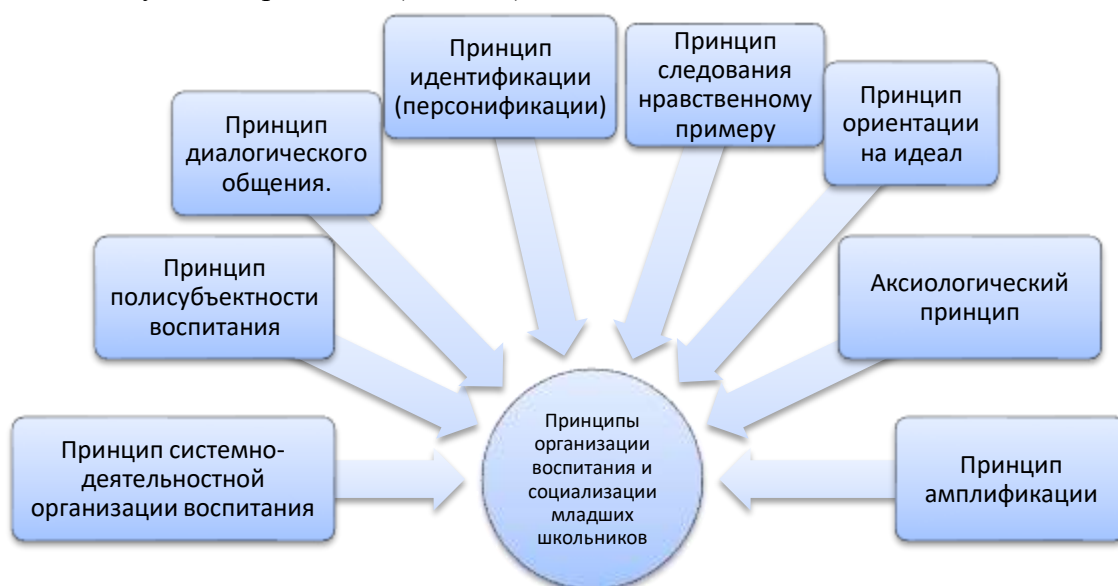 Принцип
идентификации
(персонификации)
Принцип
следования
нравственному
примеру
Принцип
ориентации
на идеал
Принцип
диалогического
общения.
Принцип
полисубъектности
воспитания
Аксиологический
принцип
Принцип системно-
деятельностной
организации воспитания
Принципы
организации
воспитания и
социализации
младших
школьников
Принцип
амплификации